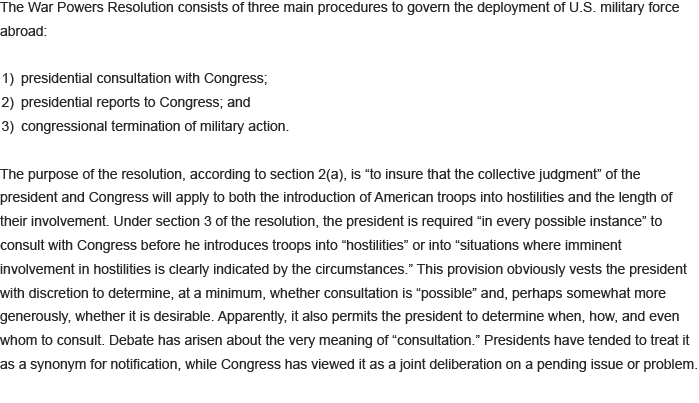 The War Powers Resolution consists of three main procedures to govern the deployment of U.S. military force
abroad:
1) presidential consultation with Congress;
2) presidential reports to Congress; and
3) congressional termination of military action.
The purpose of the resolution, according to section 2(a), is “to insure that the collective judgment” of the
president and Congress will apply to both the introduction of American troops into hostilities and the length of
their involvement. Under section 3 of the resolution, the president is required “in every possible instance” to
consult with Congress before he introduces troops into “hostilities” or into “situations where imminent
involvement in hostilities is clearly indicated by the circumstances.” This provision obviously vests the president
with discretion to determine, at a minimum, whether consultation is “possible” and, perhaps somewhat more
generously, whether it is desirable. Apparently, it also permits the president to determine when, how, and even
whom to consult. Debate has arisen about the very meaning of “consultation.” Presidents have tended to treat it
as a synonym for notification, while Congress has viewed it as a joint deliberation on a pending issue or problem.